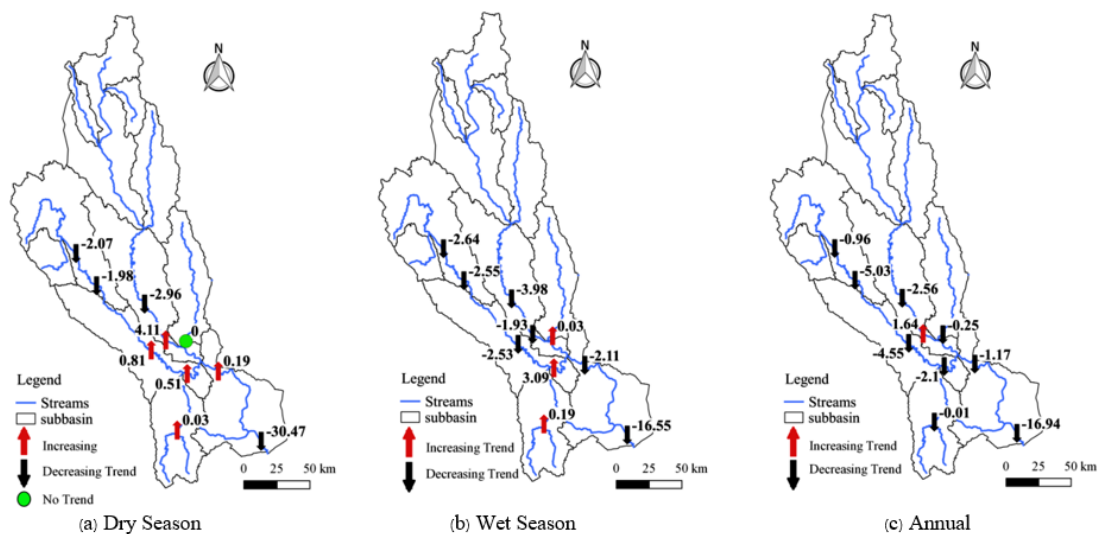 N
-2.07
-1.98
-2.96
4.11
0
0.81
0.19
0.51
0.03
-30.47
Legend
Streams
subbasin
Increasing
Decreasing Trend
No Trend
0 25 50 km
(a) Dry Season
N
-2.64
-2.55
-3.98
-1.93
0.03
-2.53
-2.11
3.09
0.19
-16.55
Legend
Streams
subbasin
Increasing Trend
Decreasing Trend
0 25 50 km
(b) Wet Season
N
-0.96
-5.03
-2.56
1.64
-0.25
-4.55
-1.17
-2.1
-0.01
-16.94
Legend
Streams
subbasin
Increasing Trend
Decreasing Trend
0 25 50 km
(c) Annual